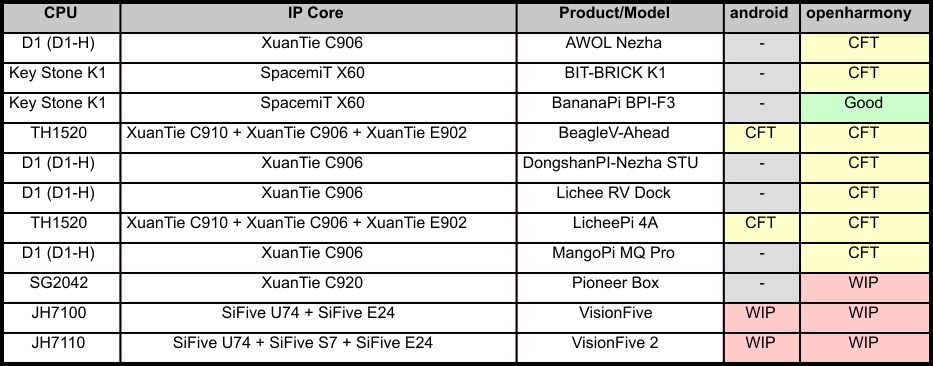 CPU IP Core Product/Model android openharmony
D1 (D1-H) XuanTie C906 AWOL Nezha - CFT
Key Stone K1 SpacemiT X60 BIT-BRICK K1 - CFT
Key Stone K1 SpacemiT X60 BananaPi BPI-F3 - Good
TH1520 XuanTie C910 + XuanTie C906 + XuanTie E902 BeagleV-Ahead CFT CFT
D1 (D1-H) XuanTie C906 DongshanPI-Nezha STU - CFT
D1 (D1-H) XuanTie C906 Lichee RV Dock - CFT
TH1520 XuanTie C910 + XuanTie C906 + XuanTie E902 LicheePi 4A CFT CFT
D1 (D1-H) XuanTie C906 MangoPi MQ Pro - CFT
SG2042 XuanTie C920 Pioneer Box - WIP
JH7100 SiFive U74 + SiFive E24 VisionFive WIP WIP
JH7110 SiFive U74 + SiFive S7 + SiFive E24 VisionFive 2 WIP WIP